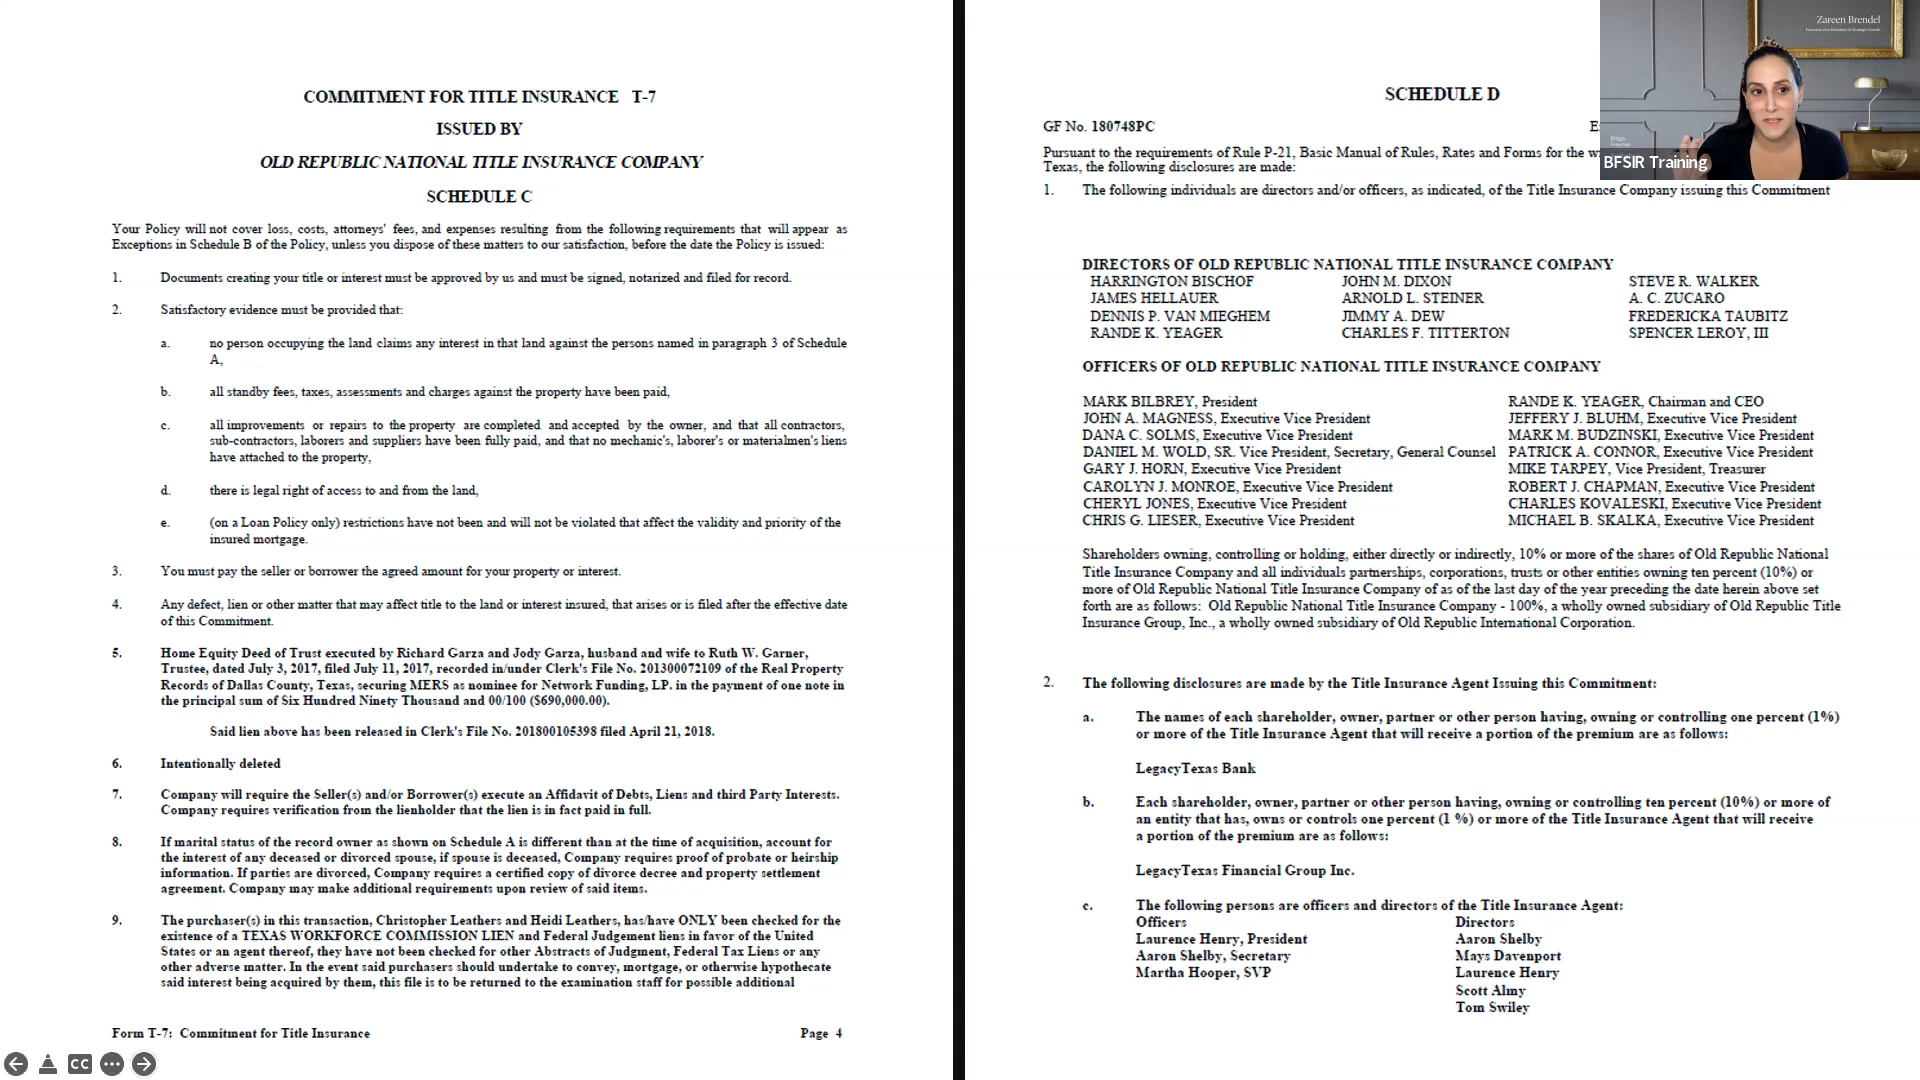 COMMITMENT FOR TITLE INSURANCE T-7
ISSUED BY
OLD REPUBLIC NATIONAL TITLE INSURANCE COMPANY
SCHEDULE C
Your Policy will not cover loss, costs, attorneys' fees, and expenses resulting from the following requirements that will appear as
Exceptions in Schedule B of the Policy, unless you dispose of these matters to our satisfaction, before the date the Policy is issued:
1. Documents creating your title or interest must be approved by us and must be signed, notarized and filed for record.
2. Satisfactory evidence must be provided that:
a. no person occupying the land claims any interest in that land against the persons named in paragraph 3 of Schedule
A,
b. all standby fees, taxes, assessments and charges against the property have been paid,
c. all improvements or repairs to the property are completed and accepted by the owner, and that all contractors,
sub-contractors, laborers and suppliers have been fully paid, and that no mechanic's, laborer's or materialmen's liens
have attached to the property,
d. there is legal right of access to and from the land,
e. (on a Loan Policy only) restrictions have not been and will not be violated that affect the validity and priority of the
insured mortgage.
3. You must pay the seller or borrower the agreed amount for your property or interest.
4. Any defect, lien or other matter that may affect title to the land or interest insured, that arises or is filed after the effective date
of this Commitment.
5. Home Equity Deed of Trust executed by Richard Garza and Jody Garza, husband and wife to Ruth W. Garner,
Trustee, dated July 3, 2017, filed July 11, 2017, recorded in/under Clerk's File No. 201300072109 of the Real Property
Records of Dallas County, Texas, securing MERS as nominee for Network Funding, LP. in the payment of one note in
the principal sum of Six Hundred Ninety Thousand and 00/100 ($690,000.00).
Said lien above has been released in Clerk's File No. 201800105398 filed April 21, 2018.
6. Intentionally deleted
7. Company will require the Seller(s) and/or Borrower(s) execute an Affidavit of Debts, Liens and third Party Interests.
Company requires verification from the lienholder that the lien is in fact paid in full.
8. If marital status of the record owner as shown on Schedule A is different than at the time of acquisition, account for
the interest of any deceased or divorced spouse, if spouse is deceased, Company requires proof of probate or heirship
information. If parties are divorced, Company requires a certified copy of divorce decree and property settlement
agreement. Company may make additional requirements upon review of said items.
9. The purchaser(s) in this transaction, Christopher Leathers and Heidi Leathers, has/have ONLY been checked for the
existence of a TEXAS WORKFORCE COMMISSION LIEN and Federal Judgement liens in favor of the United
States or an agent thereof, they have not been checked for other Abstracts of Judgment, Federal Tax Liens or any
other adverse matter. In the event said purchasers should undertake to convey, mortgage, or otherwise hypothecate
said interest being acquired by them, this file is to be returned to the examination staff for possible additional
Form T-7: Commitment for Title Insurance Page 4
CC
SCHEDULE D
GF No. 180748PC
Pursuant to the requirements of Rule P-21, Basic Manual of Rules, Rates and Forms for the
Texas, the following disclosures are made:
1. The following individuals are directors and/or officers, as indicated, of the Title Insurance Company issuing this Commitment
DIRECTORS OF OLD REPUBLIC NATIONAL TITLE INSURANCE COMPANY
HARRINGTON BISCHOF JOHN M. DIXON STEVE R. WALKER
JAMES HELLAUER ARNOLD L. STEINER A. C. ZUCARO
DENNIS P. VAN MIEGHEM JIMMY A. DEW FREDERICKA TAUBITZ
RANDE K. YEAGER CHARLES F. TITTERTON SPENCER LEROY, III
OFFICERS OF OLD REPUBLIC NATIONAL TITLE INSURANCE COMPANY
MARK BILBREY, President RANDE K. YEAGER, Chairman and CEO
JOHN A. MAGNESS, Executive Vice President JEFFERY J. BLUHM, Executive Vice President
DANA C. SOLMS, Executive Vice President MARK M. BUDZINSKI, Executive Vice President
DANIEL M. WOLD, SR. Vice President, Secretary, General Counsel PATRICK A. CONNOR, Executive Vice President
GARY J. HORN, Executive Vice President MIKE TARPEY, Vice President, Treasurer
CAROLYN J. MONROE, Executive Vice President ROBERT J. CHAPMAN, Executive Vice President
CHERYL JONES, Executive Vice President CHARLES KOVALESKI, Executive Vice President
CHRIS G. LIESER, Executive Vice President MICHAEL B. SKALKA, Executive Vice President
Shareholders owning, controlling or holding, either directly or indirectly, 10% or more of the shares of Old Republic National
Title Insurance Company and all individuals partnerships, corporations, trusts or other entities owning ten percent (10%) or
more of Old Republic National Title Insurance Company of as of the last day of the year preceding the date herein above set
forth are as follows: Old Republic National Title Insurance Company - 100%, a wholly owned subsidiary of Old Republic Title
Insurance Group, Inc., a wholly owned subsidiary of Old Republic International Corporation.
2. The following disclosures are made by the Title Insurance Agent Issuing this Commitment:
a. The names of each shareholder, owner, partner or other person having, owning or controlling one percent (1%)
or more of the Title Insurance Agent that will receive a portion of the premium are as follows:
LegacyTexas Bank
b. Each shareholder, owner, partner or other person having, owning or controlling ten percent (10%) or more of
an entity that has, owns or controls one percent (1 %) or more of the Title Insurance Agent that will receive
a portion of the premium are as follows:
LegacyTexas Financial Group Inc.
c. The following persons are officers and directors of the Title Insurance Agent:
Officers Directors
Laurence Henry, President Aaron Shelby
Aaron Shelby, Secretary Mays Davenport
Martha Hooper, SVP Laurence Henry
Scott Almy
Tom Swiley
Zareen Brendel
Executive Vice President of Strategic Growth
Briggs
Freeman
BFSIR Training